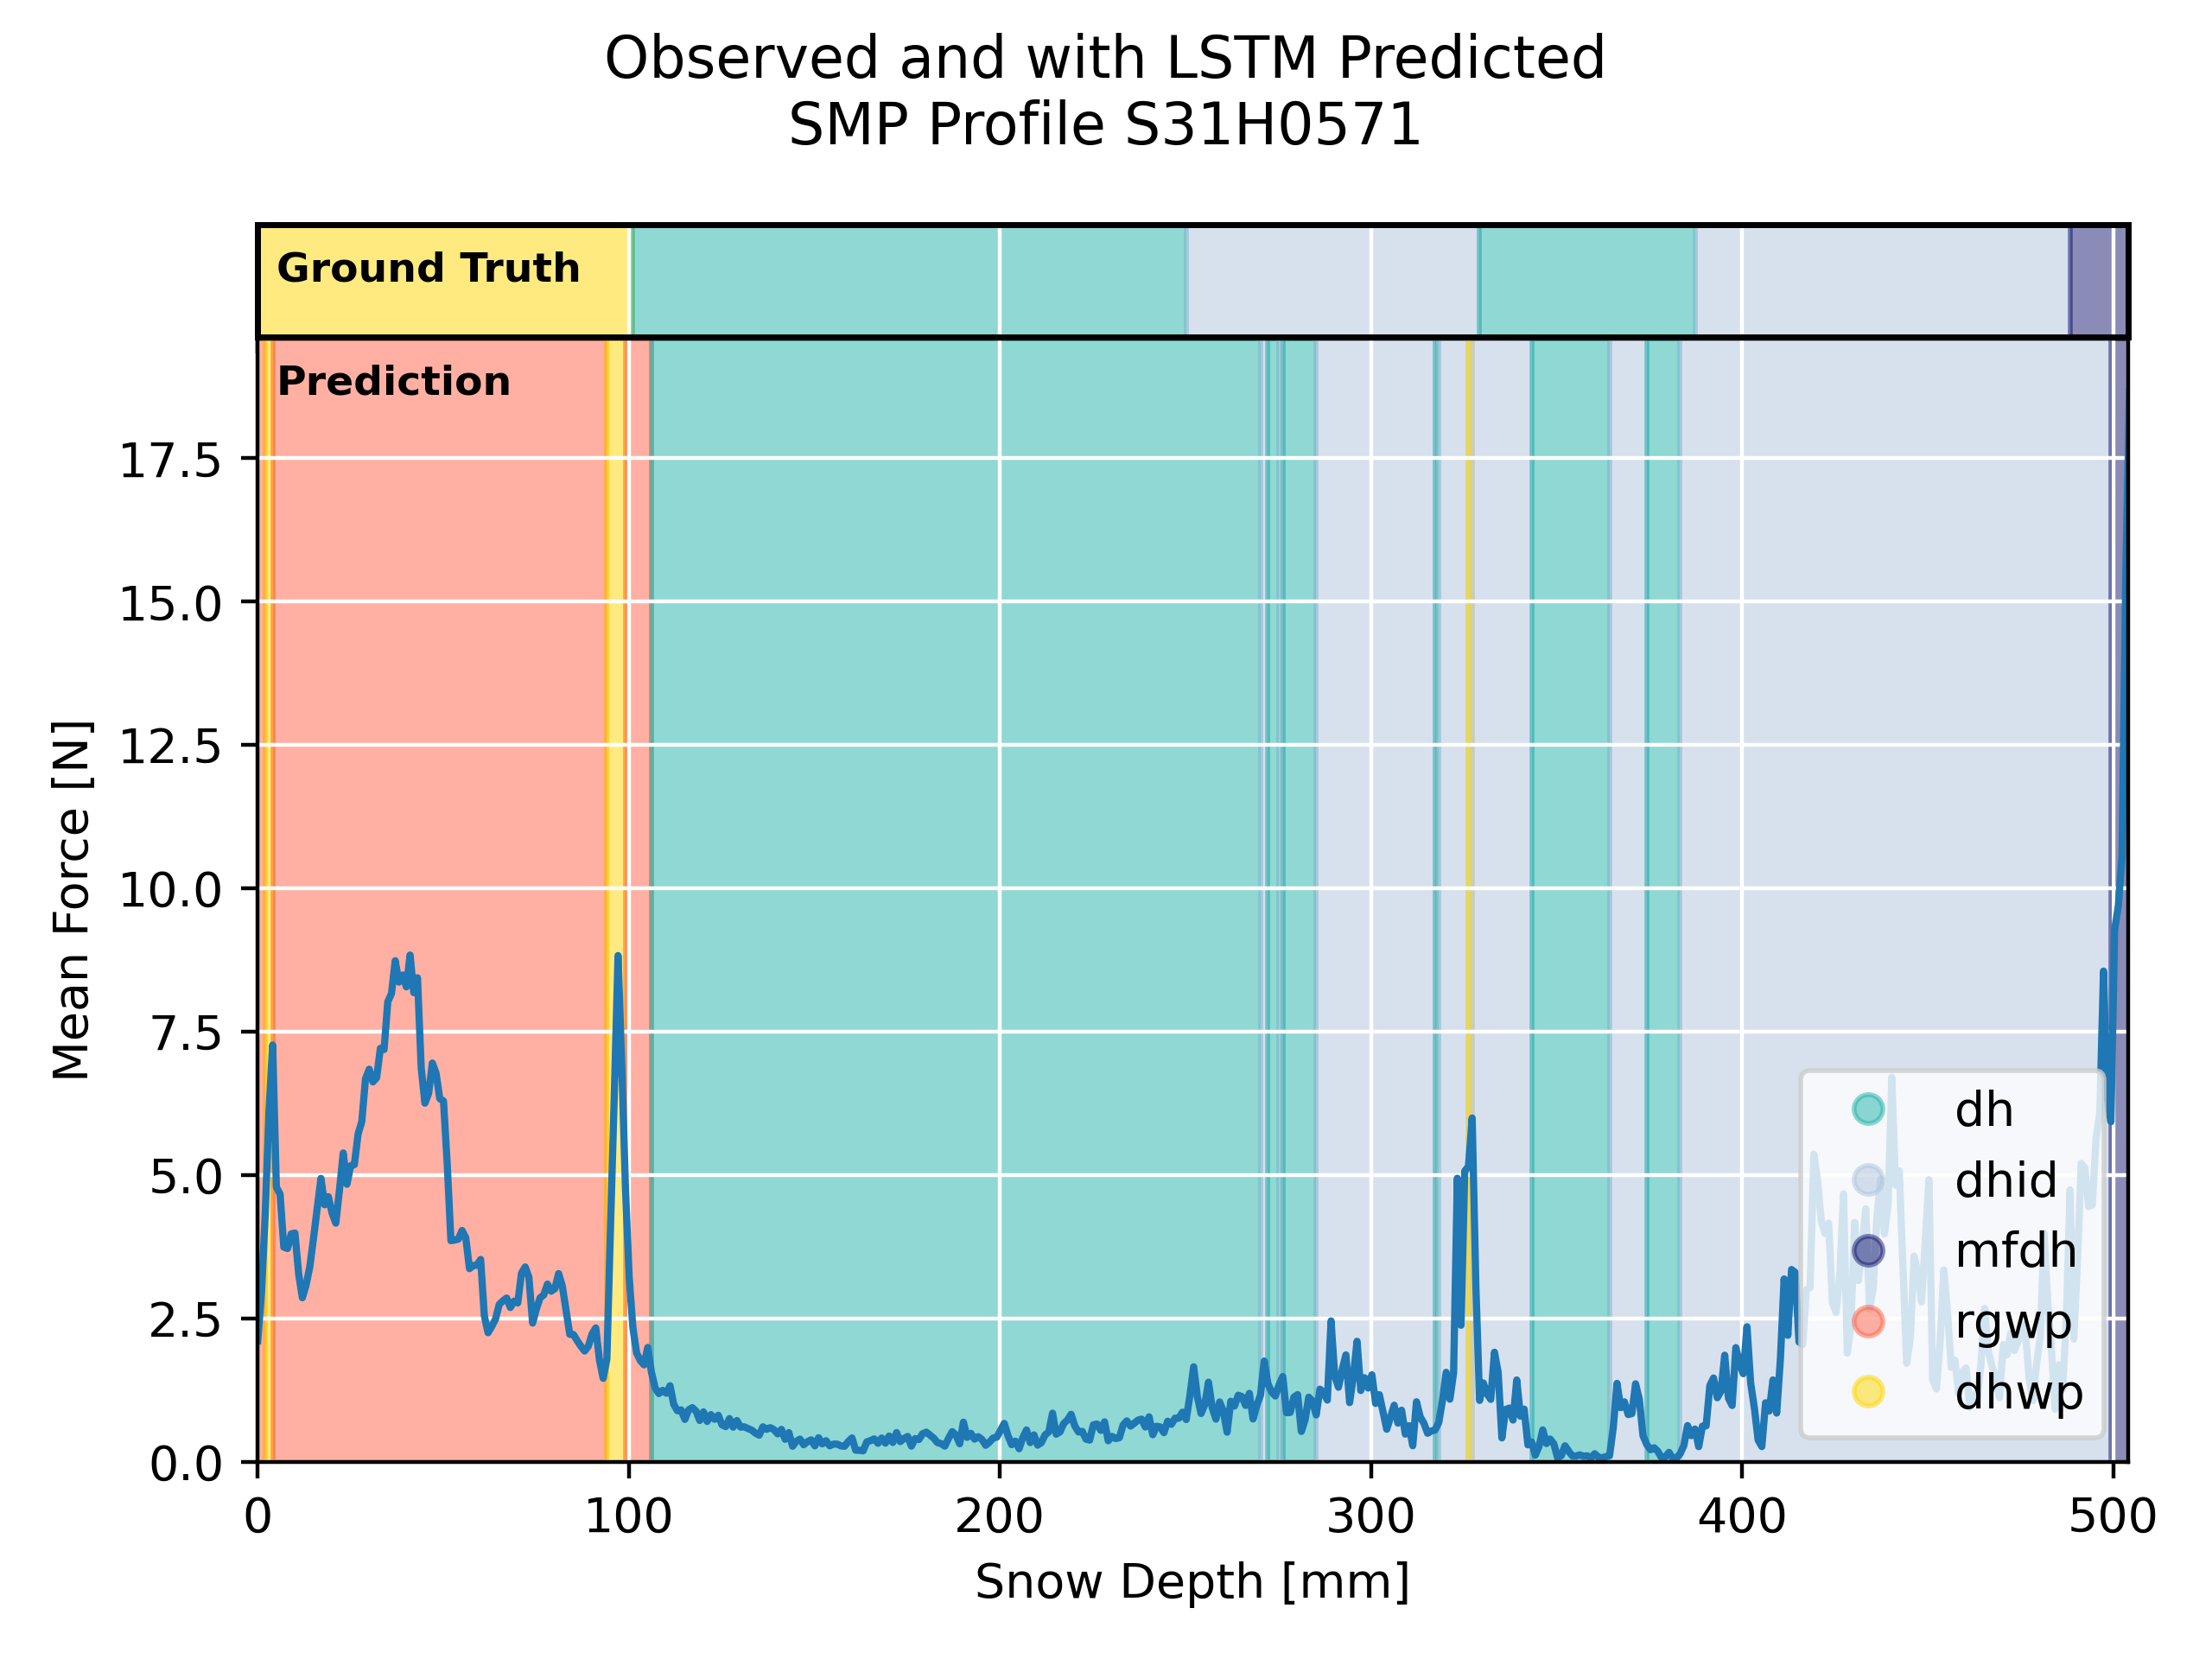 Observed and with LSTM Predicted
SMP Profile S31H0571
Ground Truth
Prediction
17.5
15.0
12.5
10.0
7.5
5.0
2.5
0.0
Mean Force [N]
dh
dhid
mfdh
rgwp
dhwp
0 100 200 300 400 500
Snow Depth [mm]